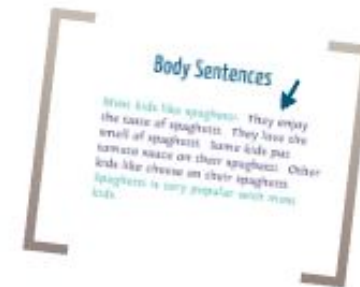 Body Sentences
Most kids like spaghetti. They enjoy
the taste of spaghetti. They love the
smell of spaghetti. Some kids put
tomato sauce on their spaghetti. Other
kids like cheese on their spaghetti.
Spaghetti is very popular with most
kids.